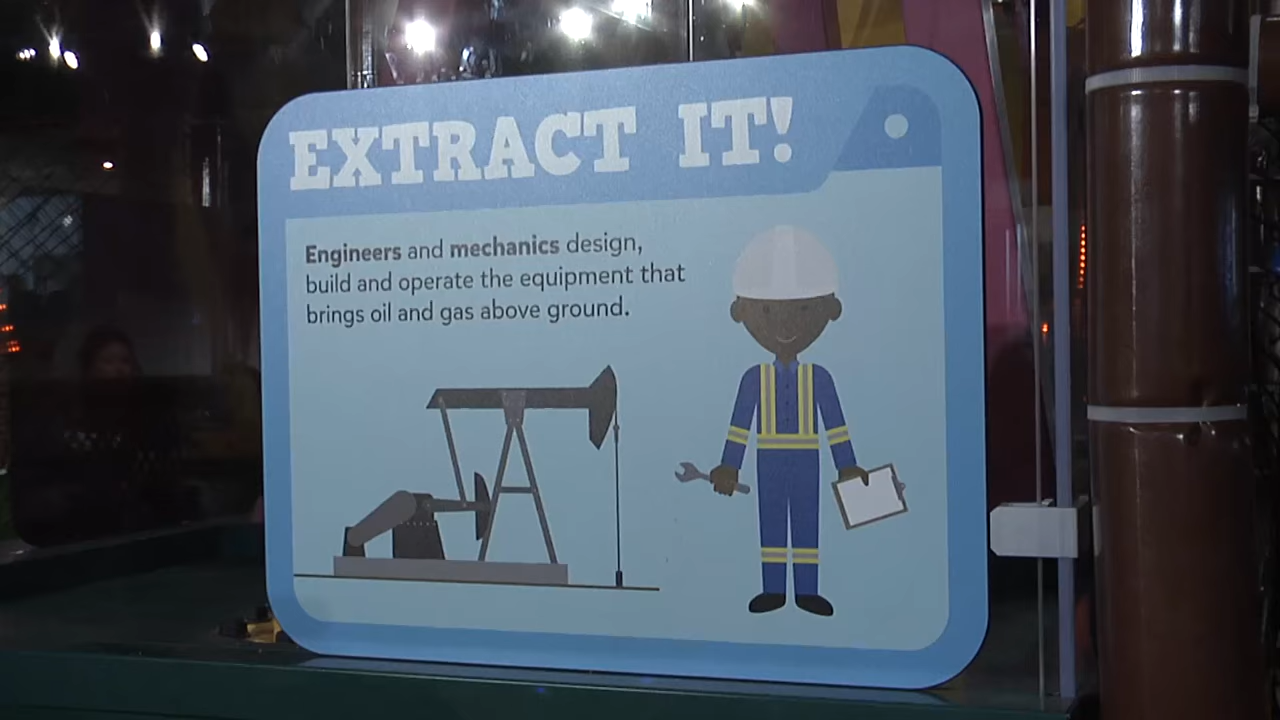 EXTRACT IT!
Engineers and mechanics design,
build and operate the equipment that
brings oil and gas above ground.